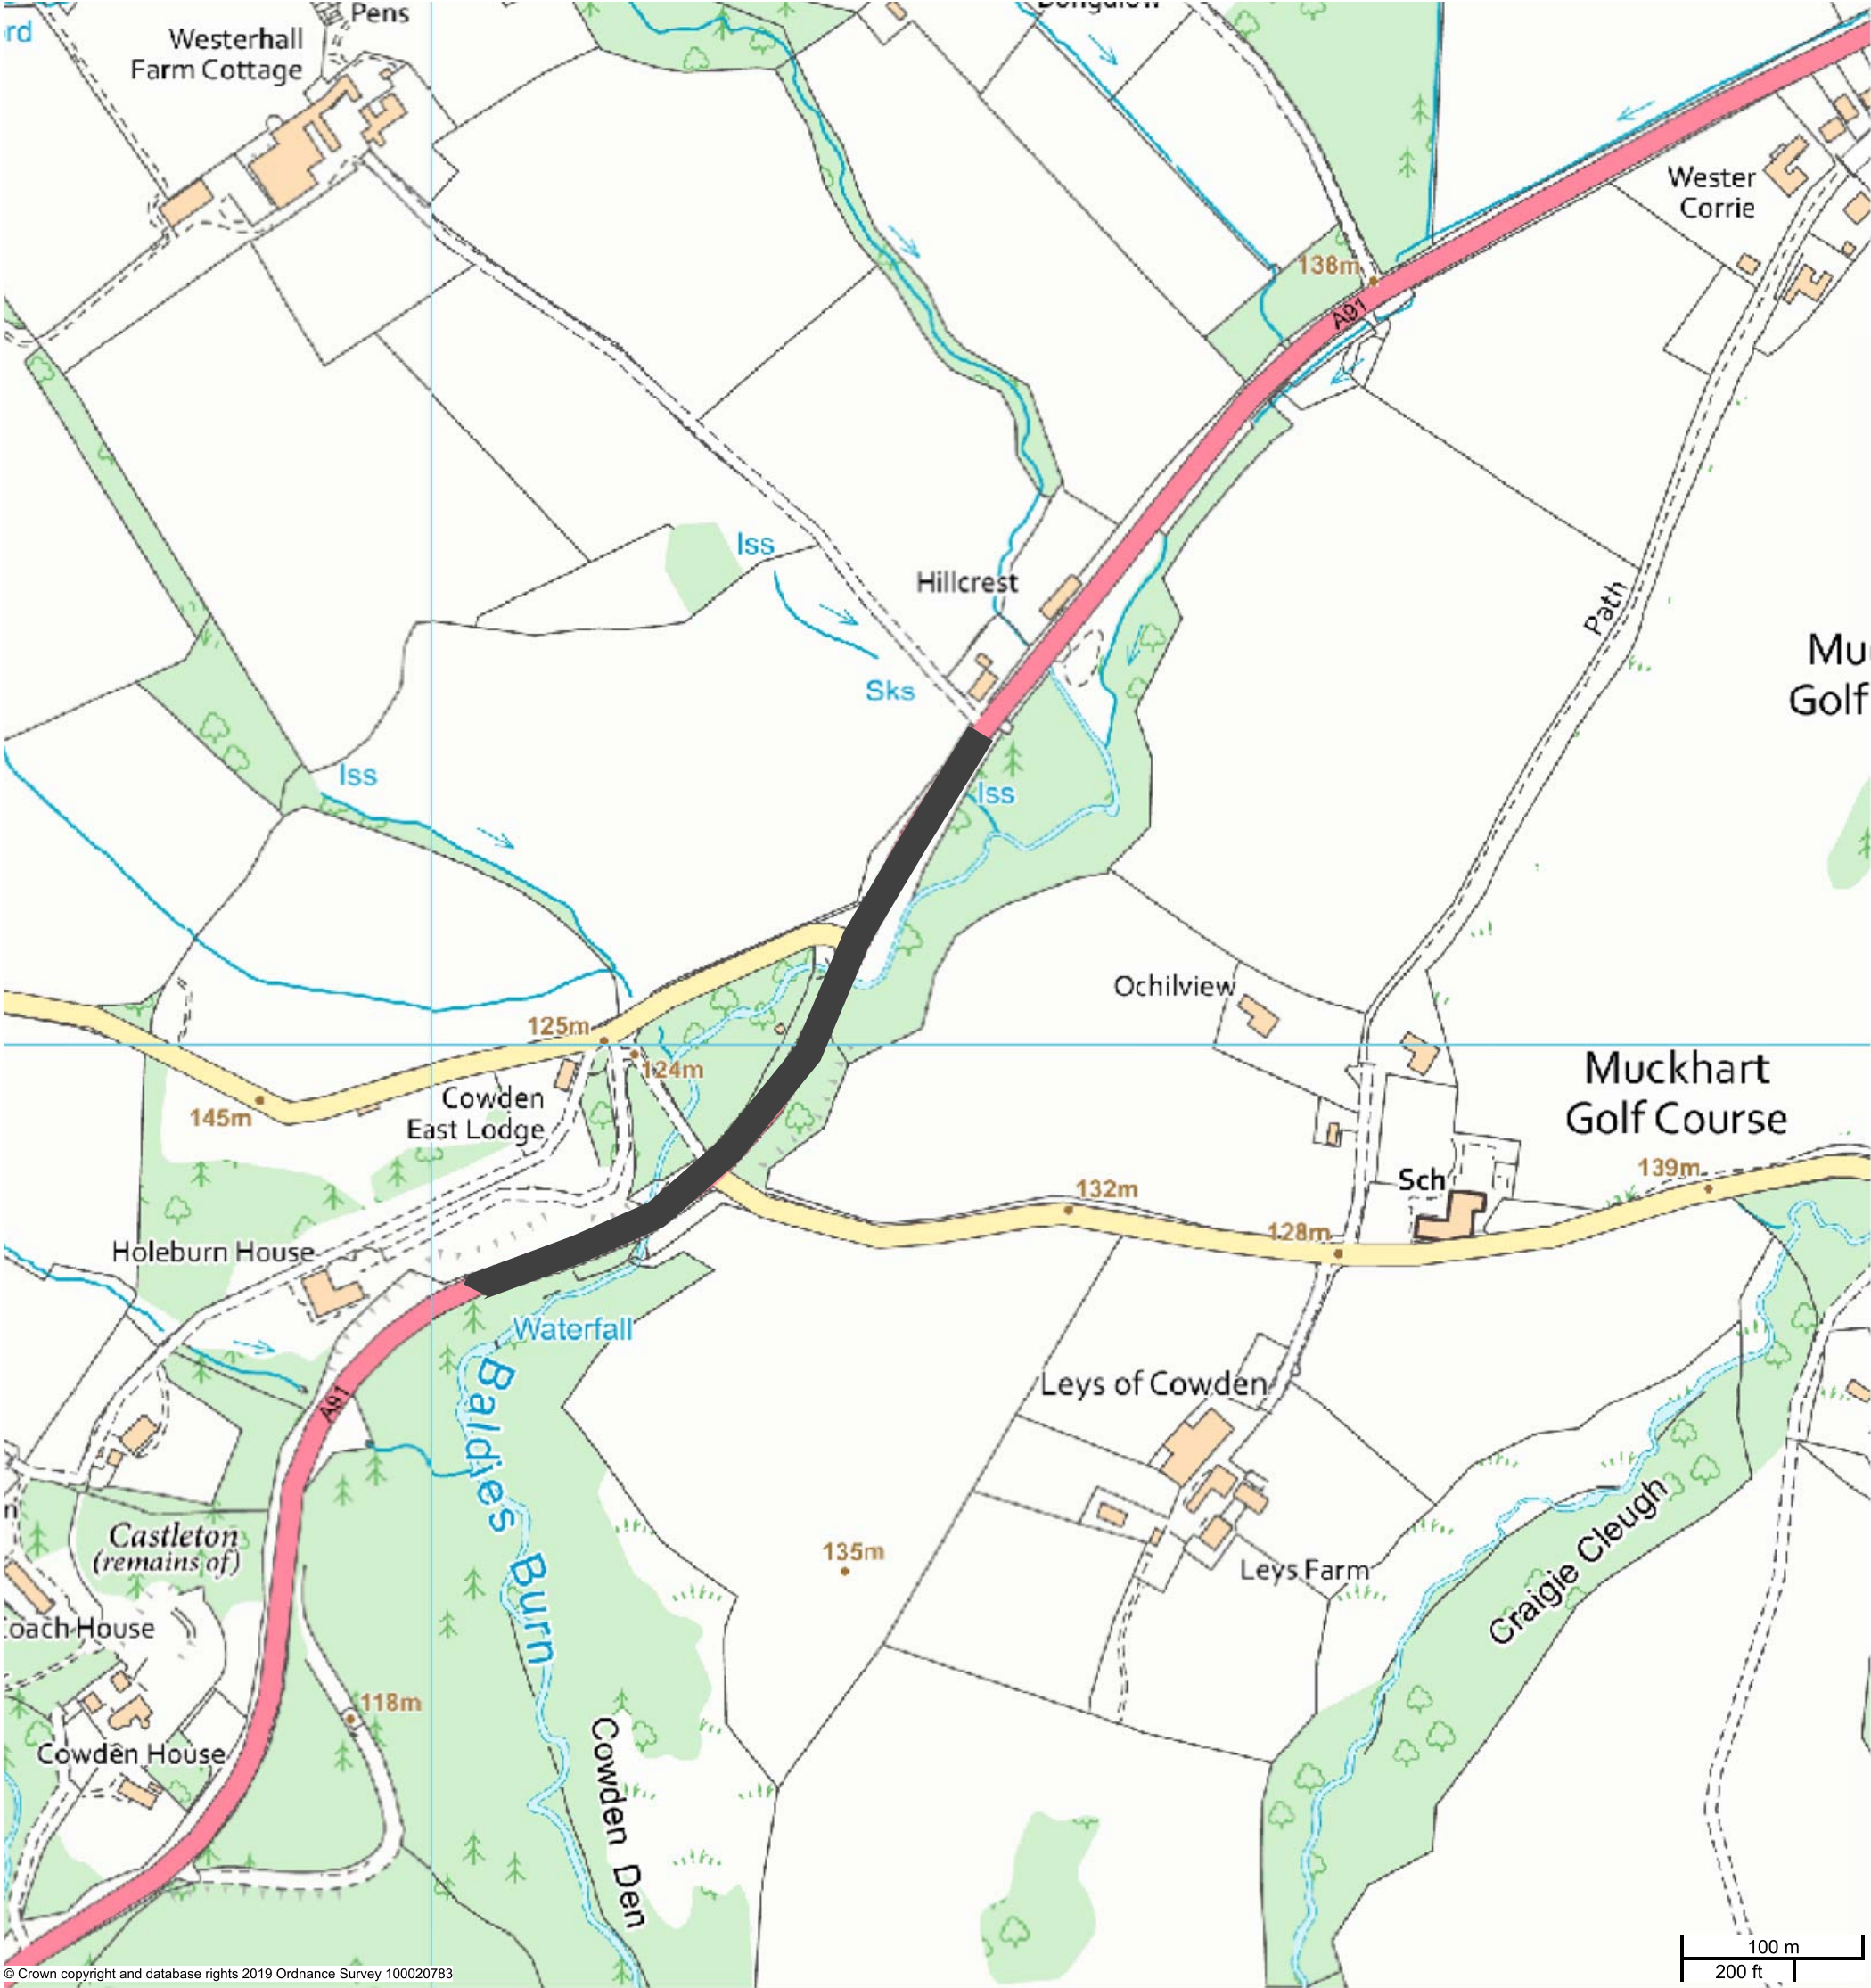 rd
Pens
Westerhall
Farm Cottage
Wester
Corrie
138m
A91
Iss
Hillcrest
Path
Mu
Golf
Sks
Iss
Iss
Ochilview
125m
124m
145m
Cowden
East Lodge
Muckhart
Golf Course
Sch
139m
132m
128m
Holeburn House
Waterfall
Baldies Burn
A91
Leys of Cowden
Castleton
(remains of)
n
135m
Leys Farm
Craigie Cleugh
oach House
118m
Cowden House
Cowden Den
100 m
200 ft
© Crown copyright and database rights 2019 Ordnance Survey 100020783